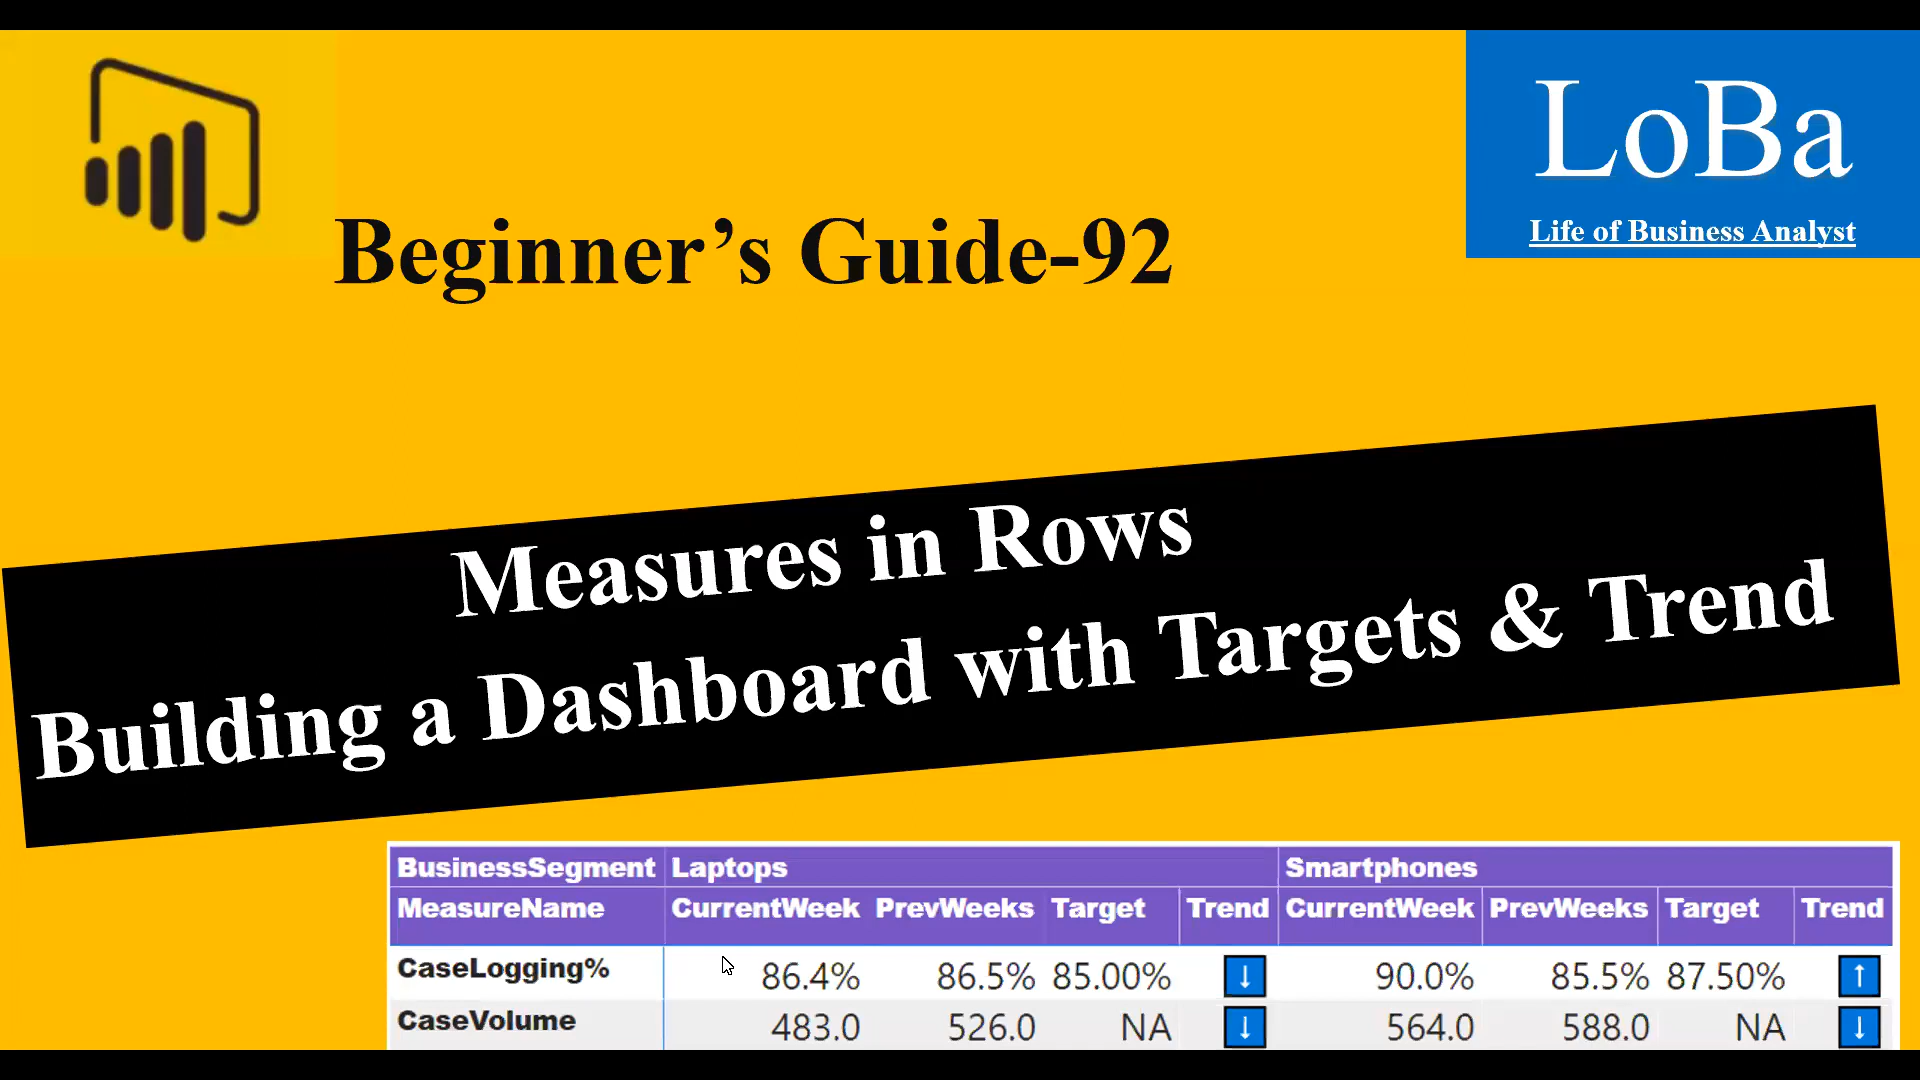 LoBa
Life of Business Analyst
Beginner’s Guide-92
Measures in Rows
Building a Dashboard with Targets & Trend
BusinessSegment Laptops Smartphones
MeasureName CurrentWeek PrevWeeks Target Trend CurrentWeek PrevWeeks Target Trend
CaseLogging% 86.4% 86.5% 85.00% ↓ 90.0% 85.5% 87.50% ↑
CaseVolume 483.0 526.0 NA ↓ 564.0 588.0 NA ↓